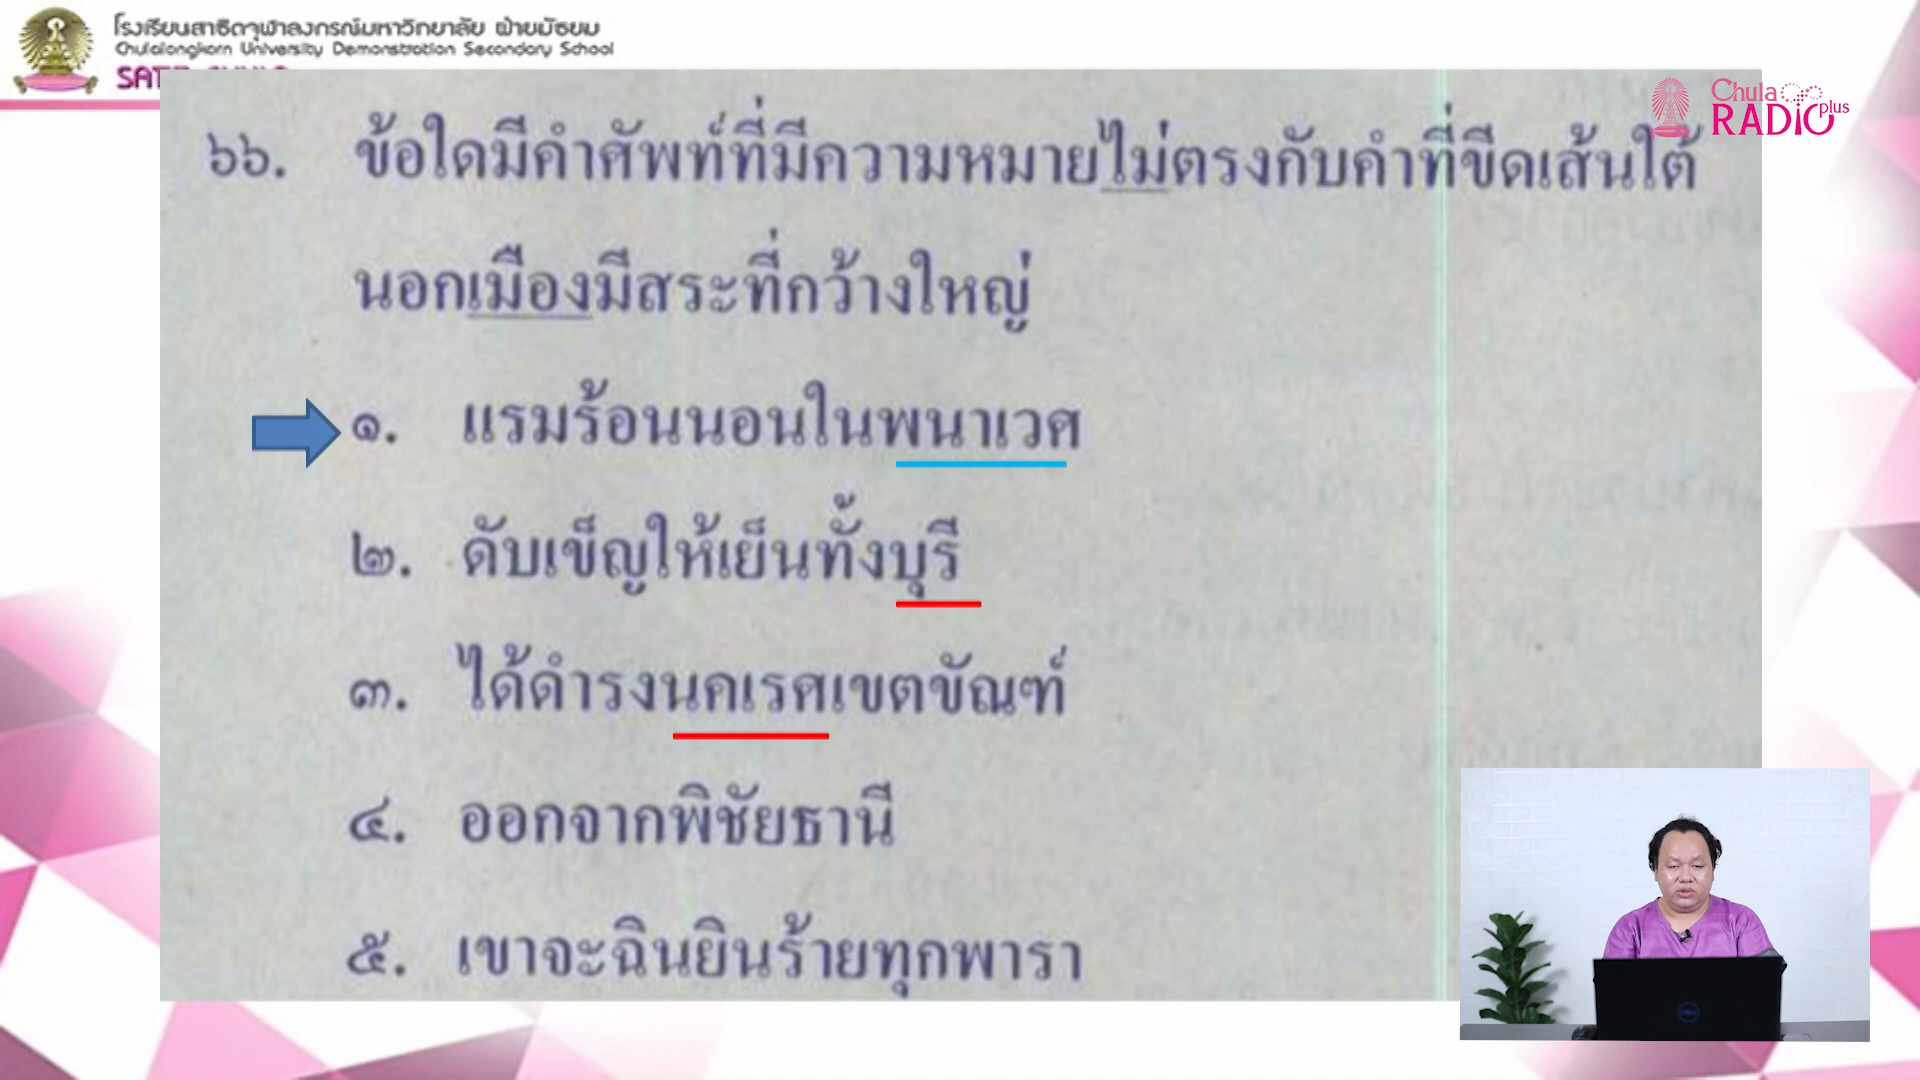 โรงเรียนสาธิตจุฬาลงกรณ์มหาวิทยาลัย ฝ่ายมัธยม
Chulalongkorn University Demonstration Secondary School
Chula
RADIO plus
๖๖. ข้อใดมีคำศัพท์ที่มีความหมายไม่ตรงกับคำที่ขีดเส้นใต้
นอกเมืองมีสระที่กว้างใหญ่
๑. แรมร้อนนอนในพนาเวศ
๒. ดับเข็ญให้เย็นทั้งบุรี
๓. ได้ดำรงนคเรศเขตขัณฑ์
๔. ออกจากพิชัยธานี
๕. เขาจะฉินยินร้ายทุกพารา
DELL